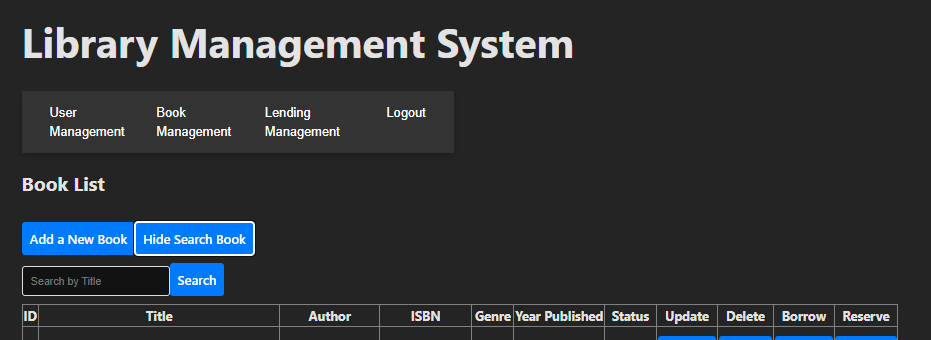 Library Management System
User Management Book Management Lending Management Logout
Book List
Add a New Book Hide Search Book
Search by Title Search
ID Title Author ISBN Genre Year Published Status Update Delete Borrow Reserve